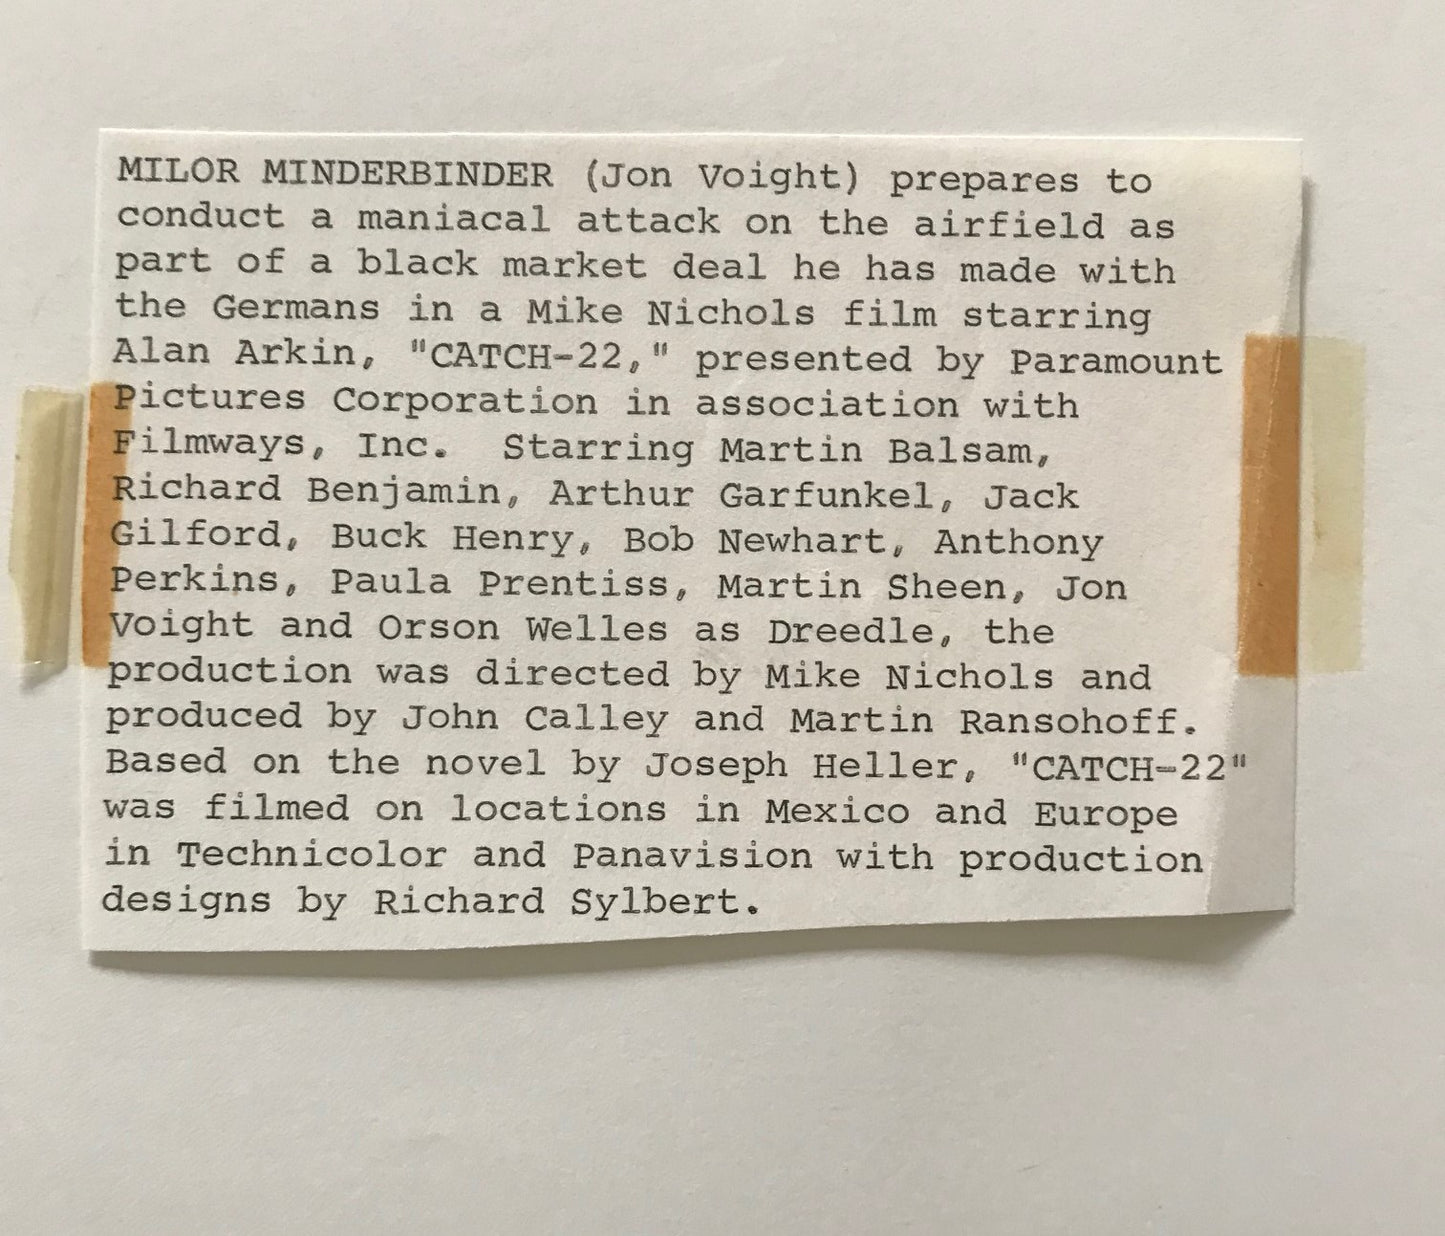 MILOR MINDERBINDER (Jon Voight) prepares to
conduct a maniacal attack on the airfield as
part of a black market deal he has made with
the Germans in a Mike Nichols film starring
Alan Arkin, "CATCH-22," presented by Paramount
Pictures Corporation in association with
Filmways, Inc.  Starring Martin Balsam,
Richard Benjamin, Arthur Garfunkel, Jack
Gilford, Buck Henry, Bob Newhart, Anthony
Perkins, Paula Prentiss, Martin Sheen, Jon
Voight and Orson Welles as Dreedle, the
production was directed by Mike Nichols and
produced by John Calley and Martin Ransohoff.
Based on the novel by Joseph Heller, "CATCH-22"
was filmed on locations in Mexico and Europe
in Technicolor and Panavision with production
designs by Richard Sylbert.